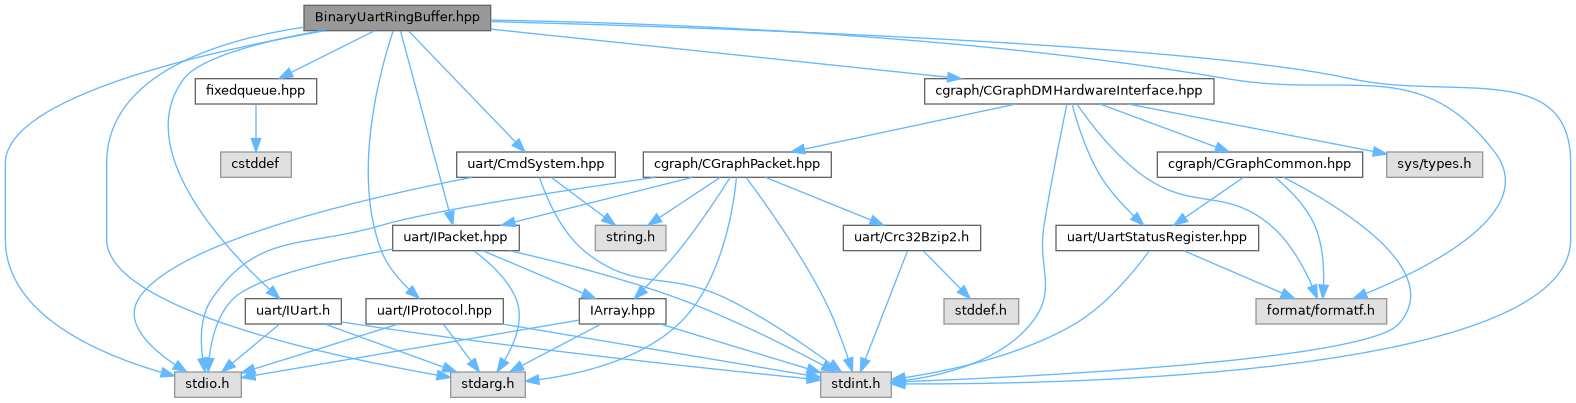 BinaryUartRingBuffer.hpp
fixedqueue.hpp
cgraph/CGraphDMHardwareInterface.hpp
cstddef
uart/CmdSystem.hpp
cgraph/CGraphPacket.hpp
cgraph/CGraphCommon.hpp
sys/types.h
uart/IPacket.hpp
string.h
uart/Crc32Bzip2.h
uart/UartStatusRegister.hpp
uart/IUart.h
uart/IProtocol.hpp
IArray.hpp
stddef.h
format/formatf.h
stdio.h
stdarg.h
stdint.h